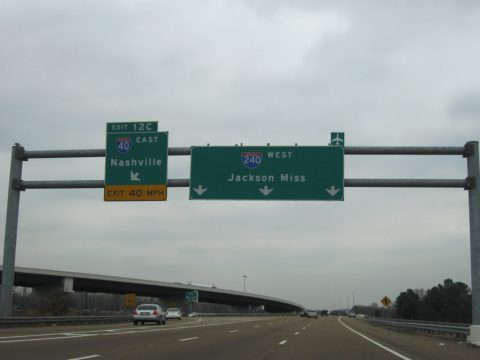 EXIT 12C
40 EAST
Nashville
EXIT 40 MPH
240 WEST
Jackson Miss